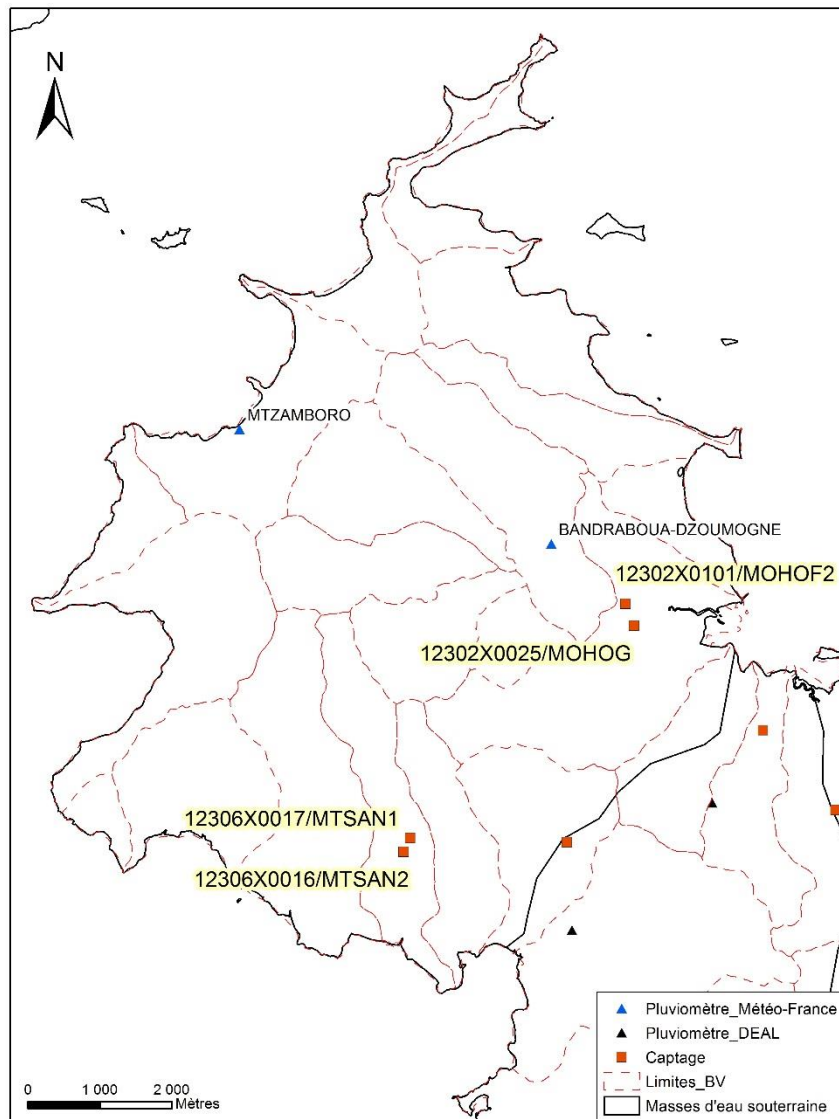 N
MTZAMBORO
BANDRABOUA-DZOUMOGNE
12302X0101/MOHOF2
12302X0025/MOHOG
12306X0017/MTSAN1
12306X0016/MTSAN2
Pluviomètre_Météo-France
Pluviomètre_DEAL
Captage
Limites_BV
Masses d'eau souterraine
0 1 000 2 000
Mètres